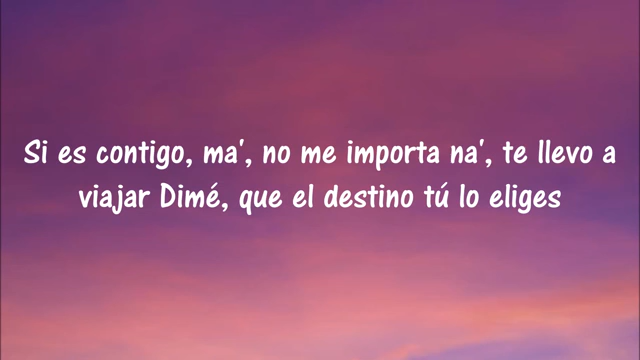 Si es contigo, ma', no me importa na', te llevo a
viajar Dimé, que el destino tú lo eliges